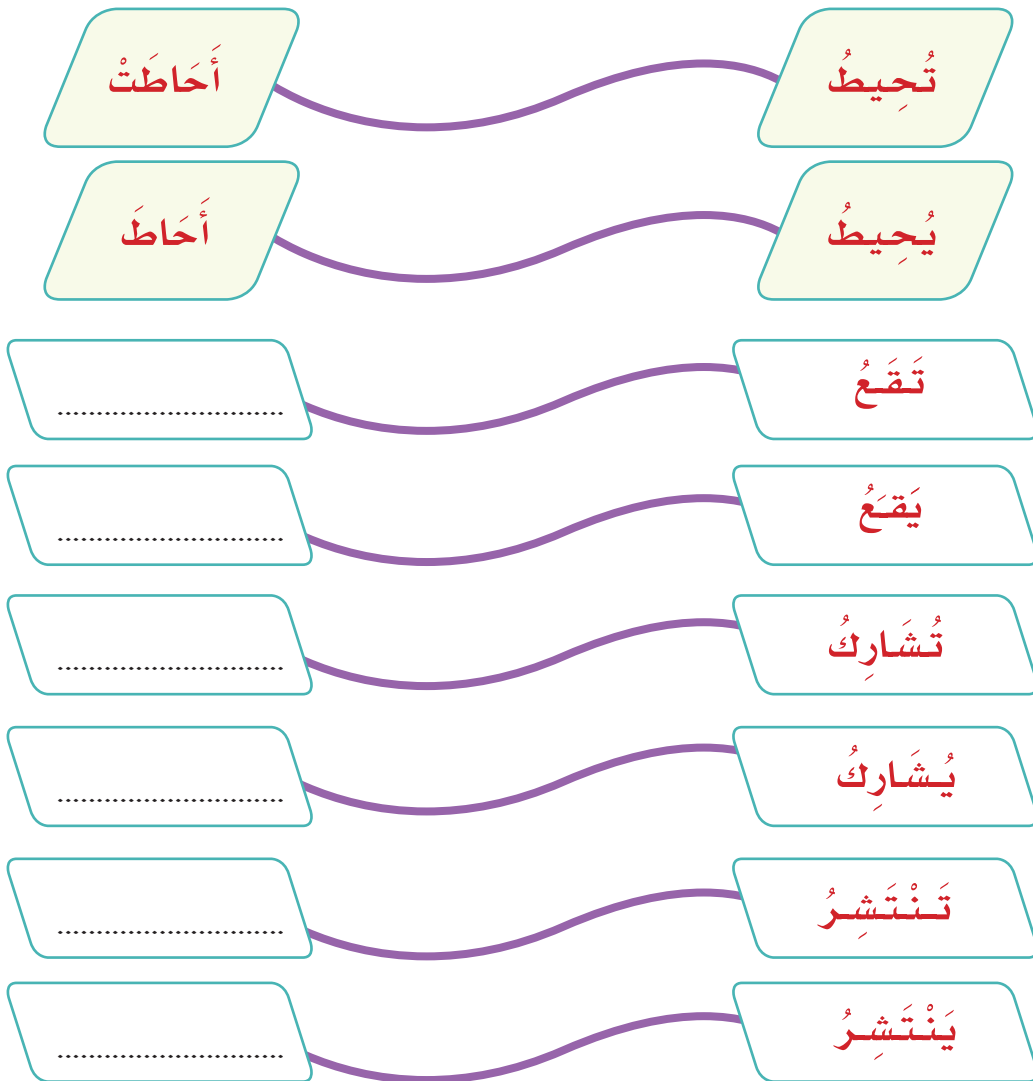 تُحِيطُ أَحَاطَتْ
يُحِيطُ أَحَاطَ
تَقَعُ ............................
يَقَعُ ............................
تُشَارِكُ ............................
يُشَارِكُ ............................
تَنْتَشِرُ ............................
يَنْتَشِرُ ............................